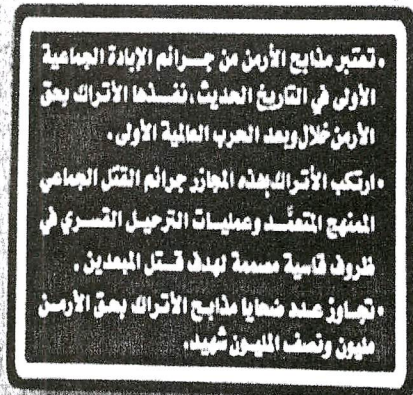 • تعتبر مذابح الأرمن من جرائم الإبادة الجماعية
الأولى في التاريخ الحديث، نفذها الأتراك بحق
الأرمن خلال وبعد الحرب العالمية الأولى.
• ارتكب الأتراك بهذه المجازر جرائم القتل الجماعي
الممنهج المتعمَّد وعمليات الترحيل القسري في
ظروف قاسية مصممة لهدف قتل المبعدين.
• تجاوز عدد ضحايا مذابح الأتراك بحق الأرمن
مليون ونصف المليون شهيد.